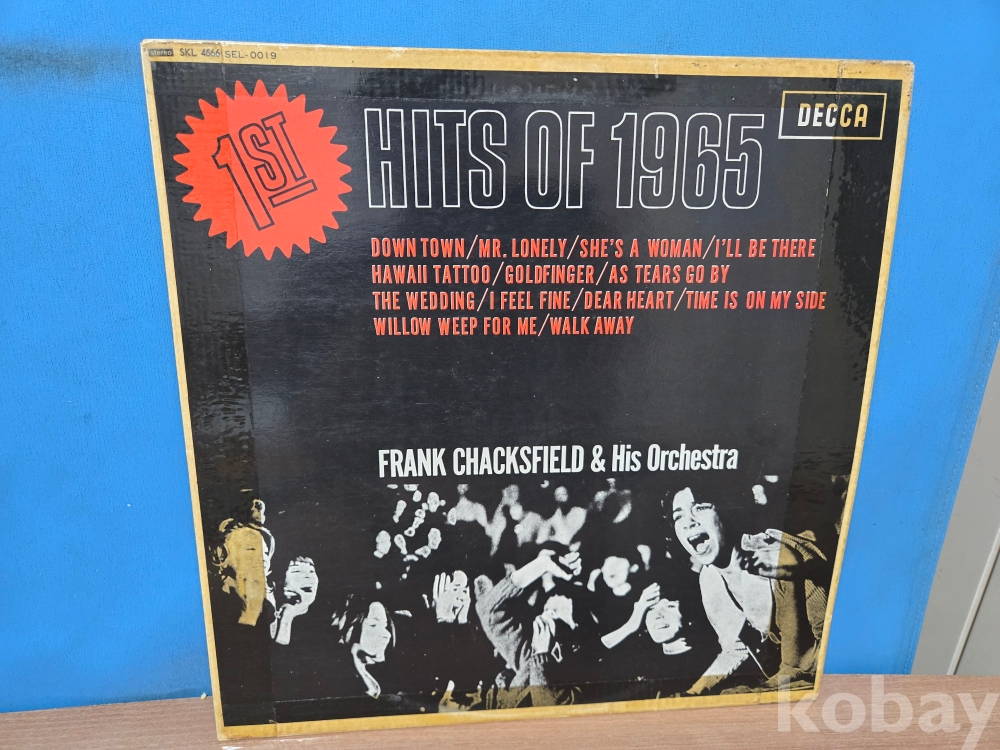 stereo SKL 4866 SEL-0019
1ST
HITS OF 1965
DECCA
DOWN TOWN/MR. LONELY/SHE'S A WOMAN/I'LL BE THERE
HAWAII TATTOO/GOLDFINGER/AS TEARS GO BY
THE WEDDING/I FEEL FINE/DEAR HEART/TIME IS ON MY SIDE
WILLOW WEEP FOR ME/WALK AWAY
FRANK CHACKSFIELD & His Orchestra
kobay